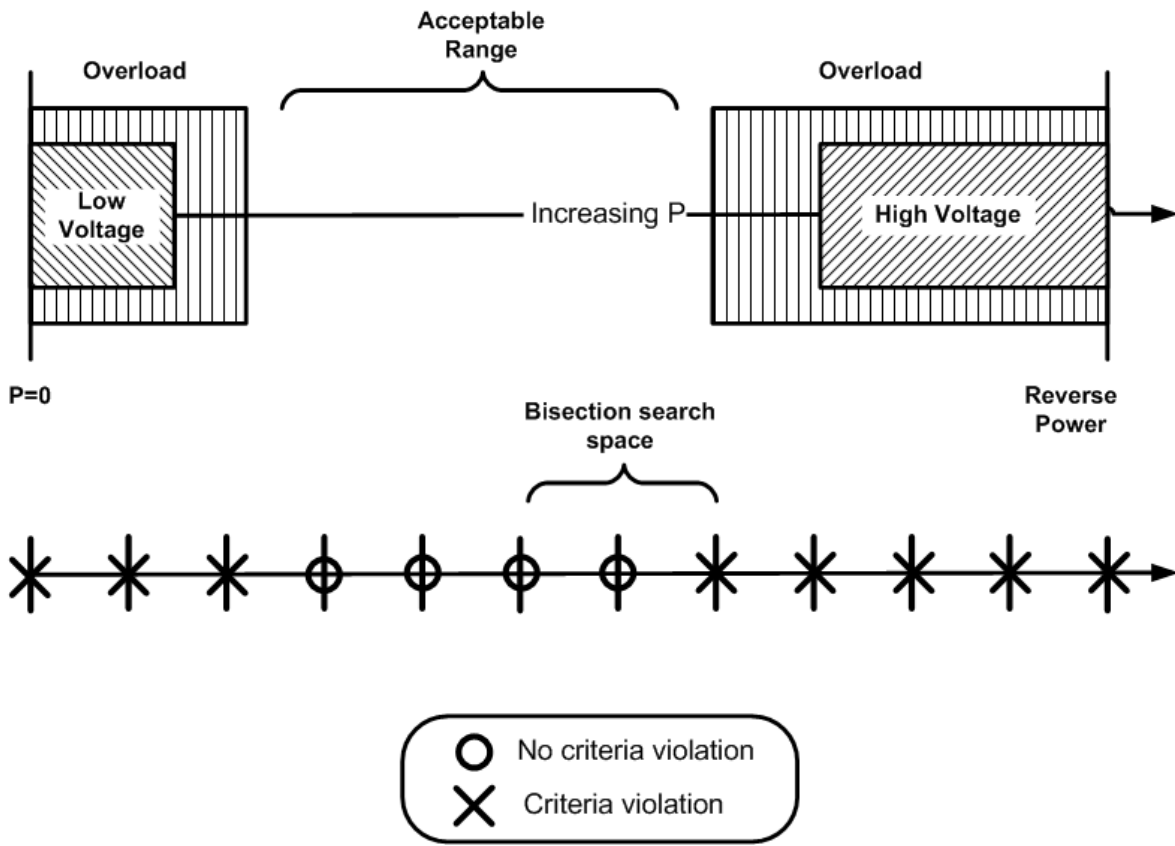 Acceptable
Range
Overload
Overload
Low
Voltage
Increasing P
High Voltage
P=0
Reverse
Power
Bisection search
space
No criteria violation
Criteria violation